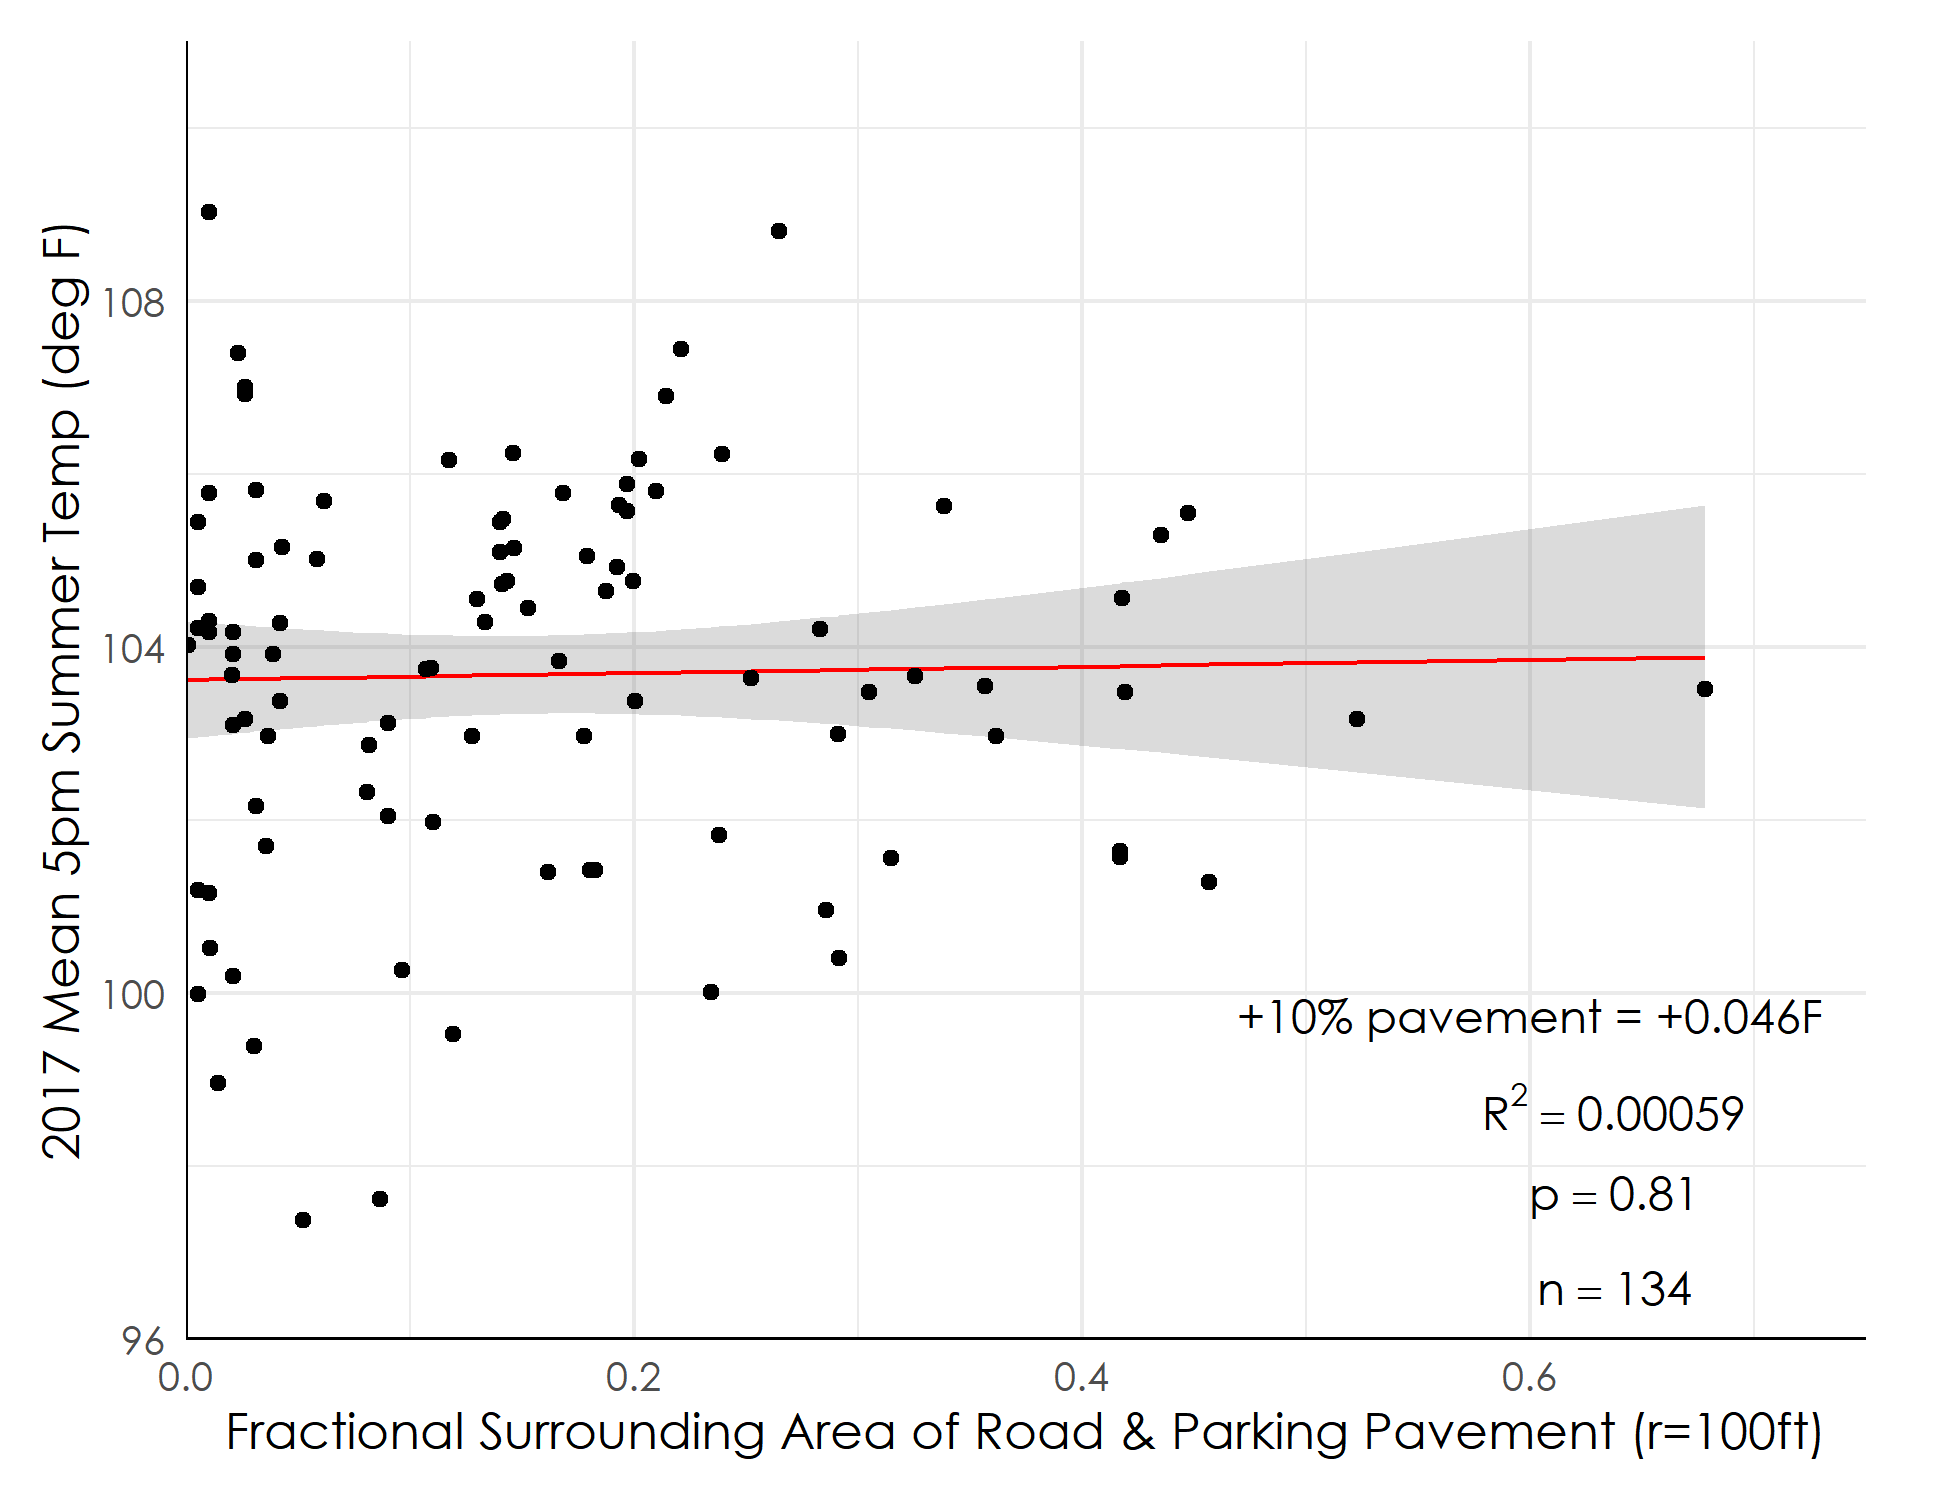 2017 Mean 5pm Summer Temp (deg F)
108
104
100
96
+10% pavement = +0.046F
R² = 0.00059
p = 0.81
n = 134
0.0 0.2 0.4 0.6
Fractional Surrounding Area of Road & Parking Pavement (r=100ft)